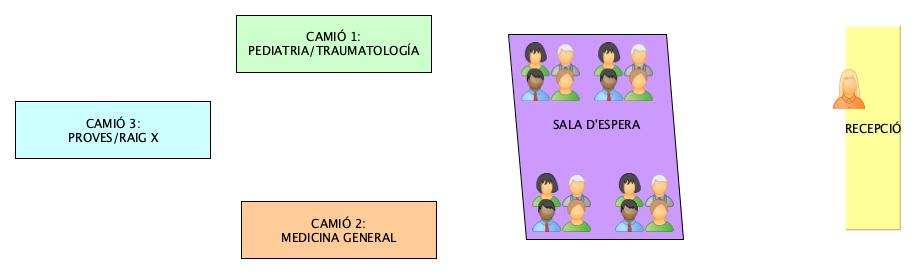 CAMIÓ 1:
PEDIATRIA/TRAUMATOLOGÍA
CAMIÓ 3:
PROVES/RAIG X
SALA D'ESPERA
RECEPCIÓ
CAMIÓ 2:
MEDICINA GENERAL